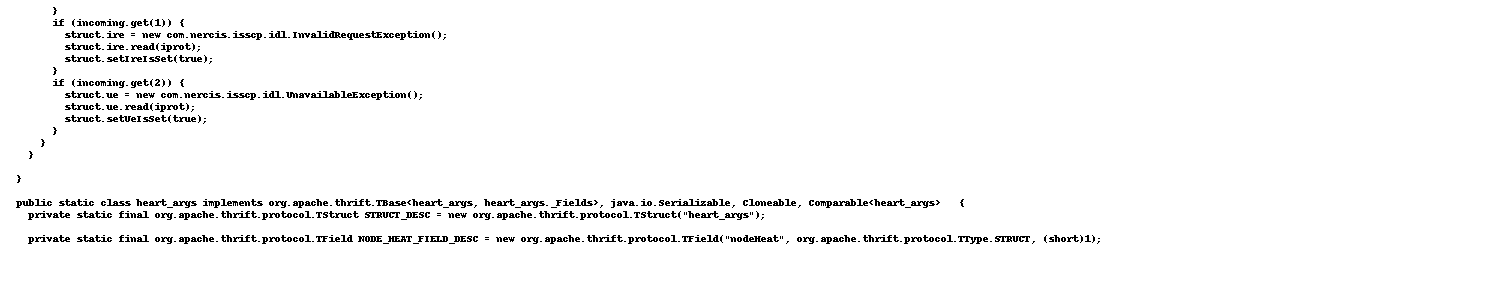 }
if (incoming.get(1)) {
struct.ire = new com.nercis.isscp.idl.InvalidRequestException();
struct.ire.read(iprot);
struct.setIreIsSet(true);
}
if (incoming.get(2)) {
struct.ue = new com.nercis.isscp.idl.UnavailableException();
struct.ue.read(iprot);
struct.setUeIsSet(true);
}
}
}
}
public static class heart_args implements org.apache.thrift.TBase<heart_args, heart_args._Fields>, java.io.Serializable, Cloneable, Comparable<heart_args>   {
private static final org.apache.thrift.protocol.TStruct STRUCT_DESC = new org.apache.thrift.protocol.TStruct("heart_args");
private static final org.apache.thrift.protocol.TField NODE_HEAT_FIELD_DESC = new org.apache.thrift.protocol.TField("nodeHeat", org.apache.thrift.protocol.TType.STRUCT, (short)1);